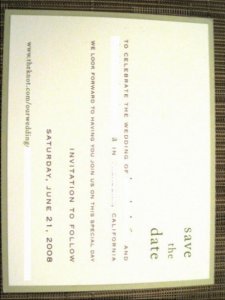 save
the
date
TO CELEBRATE THE WEDDING OF
AND
IN CALIFORNIA
WE LOOK FORWARD TO HAVING YOU JOIN US ON THIS SPECIAL DAY
INVITATION TO FOLLOW
SATURDAY, JUNE 21, 2008
www.theknot.com/ourwedding/